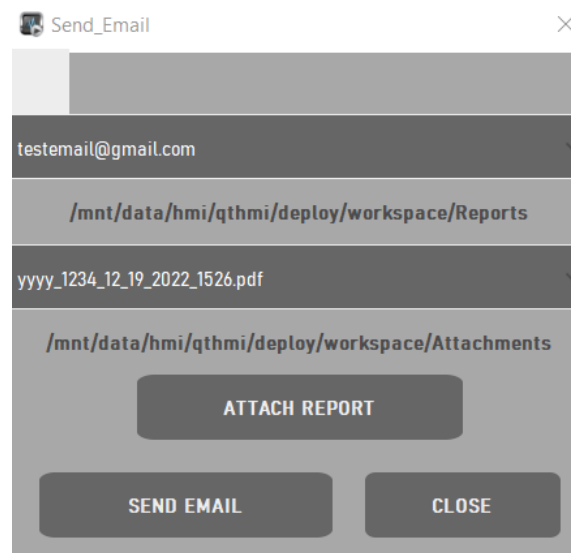 Send_Email
testemail@gmail.com
/mnt/data/hmi/qthmi/deploy/workspace/Reports
yyyy_1234_12_19_2022_1526.pdf
/mnt/data/hmi/qthmi/deploy/workspace/Attachments
ATTACH REPORT
SEND EMAIL CLOSE